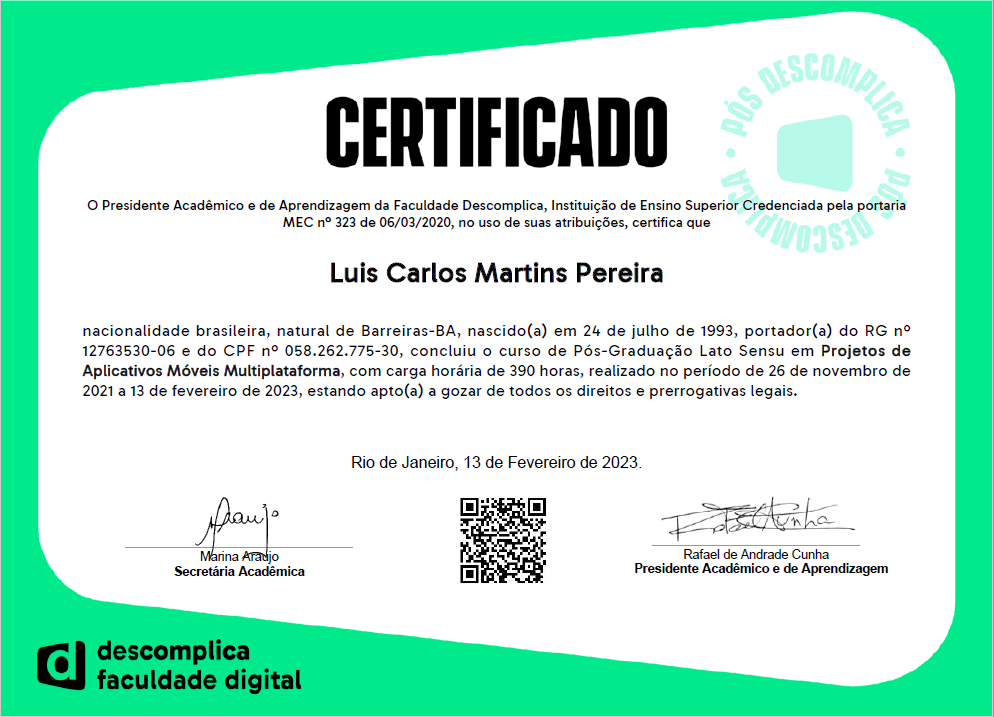 PÓS DESCOMPLICA • PÓS DESCOMPLICA •
CERTIFICADO
O Presidente Acadêmico e de Aprendizagem da Faculdade Descomplica, Instituição de Ensino Superior Credenciada pela portaria
MEC nº 323 de 06/03/2020, no uso de suas atribuições, certifica que
Luis Carlos Martins Pereira
nacionalidade brasileira, natural de Barreiras-BA, nascido(a) em 24 de julho de 1993, portador(a) do RG nº
12763530-06 e do CPF nº 058.262.775-30, concluiu o curso de Pós-Graduação Lato Sensu em Projetos de
Aplicativos Móveis Multiplataforma, com carga horária de 390 horas, realizado no período de 26 de novembro de
2021 a 13 de fevereiro de 2023, estando apto(a) a gozar de todos os direitos e prerrogativas legais.
Rio de Janeiro, 13 de Fevereiro de 2023.
Marina Araújo
Secretária Acadêmica
Rafael de Andrade Cunha
Presidente Acadêmico e de Aprendizagem
d descomplica
faculdade digital